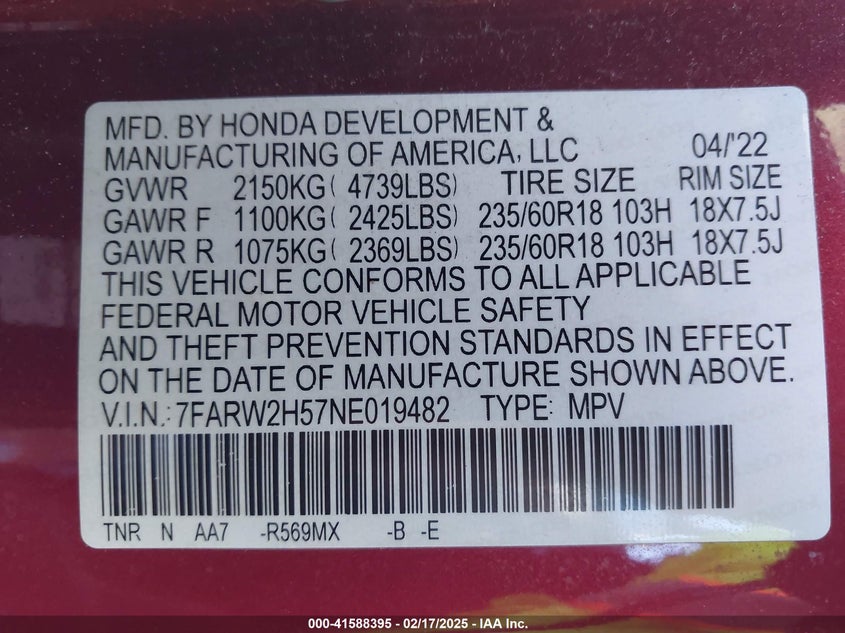 MFD. BY HONDA DEVELOPMENT &
MANUFACTURING OF AMERICA, LLC 04/'22
GVWR 2150KG( 4739LBS) TIRE SIZE RIM SIZE
GAWR F 1100KG( 2425LBS) 235/60R18 103H 18X7.5J
GAWR R 1075KG( 2369LBS) 235/60R18 103H 18X7.5J
THIS VEHICLE CONFORMS TO ALL APPLICABLE
FEDERAL MOTOR VEHICLE SAFETY
AND THEFT PREVENTION STANDARDS IN EFFECT
ON THE DATE OF MANUFACTURE SHOWN ABOVE.
V.I.N.: 7FARW2H57NE019482 TYPE: MPV
TNR N AA7 -R569MX -B -E
000-41588395 - 02/17/2025 - IAA Inc.